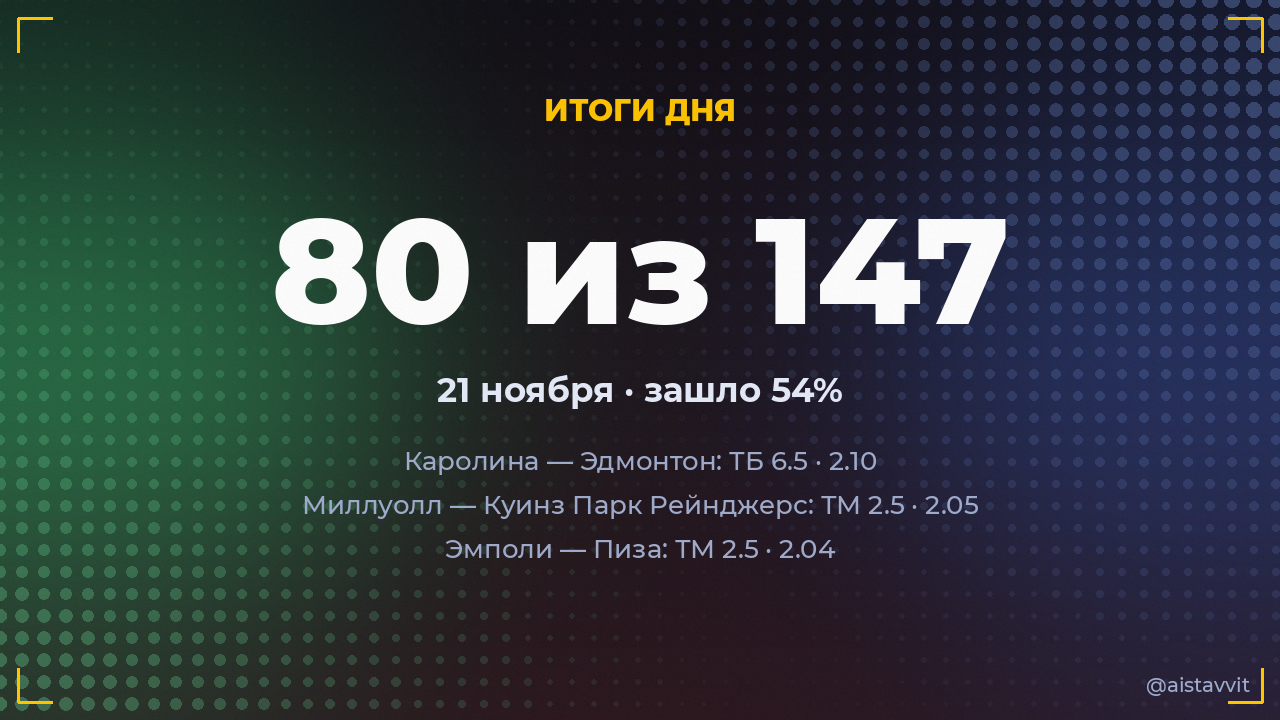 ИТОГИ ДНЯ
80 из 147
21 ноября · зашло 54%
Каролина — Эдмонтон: ТБ 6.5 · 2.10
Миллуолл — Куинз Парк Рейнджерс: ТМ 2.5 · 2.05
Эмполи — Пиза: ТМ 2.5 · 2.04
@aistavvit